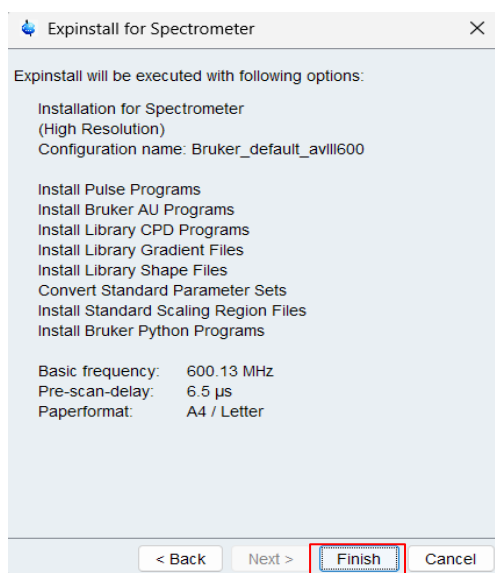 Expinstall for Spectrometer
Expinstall will be executed with following options:
Installation for Spectrometer
(High Resolution)
Configuration name: Bruker_default_avIII600
Install Pulse Programs
Install Bruker AU Programs
Install Library CPD Programs
Install Library Gradient Files
Install Library Shape Files
Convert Standard Parameter Sets
Install Standard Scaling Region Files
Install Bruker Python Programs
Basic frequency: 600.13 MHz
Pre-scan-delay: 6.5 µs
Paperformat: A4 / Letter
< Back Next > Finish Cancel